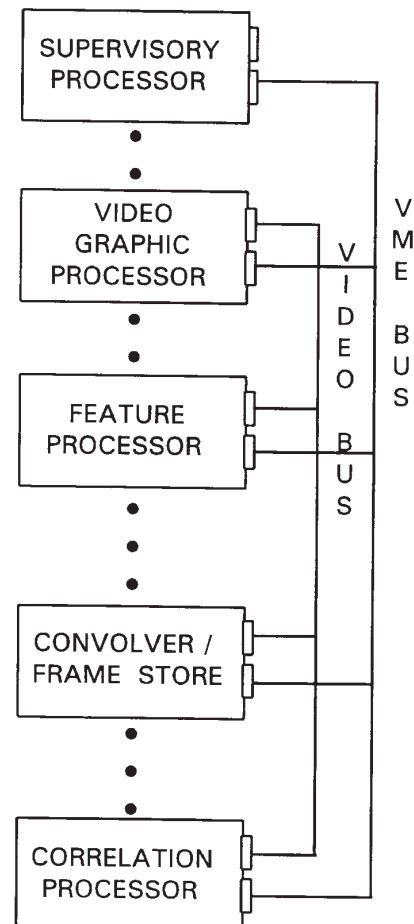 SUPERVISORY
PROCESSOR
VIDEO
GRAPHIC
PROCESSOR
FEATURE
PROCESSOR
CONVOLVER /
FRAME STORE
CORRELATION
PROCESSOR
VIDEO BUS
VME BUS